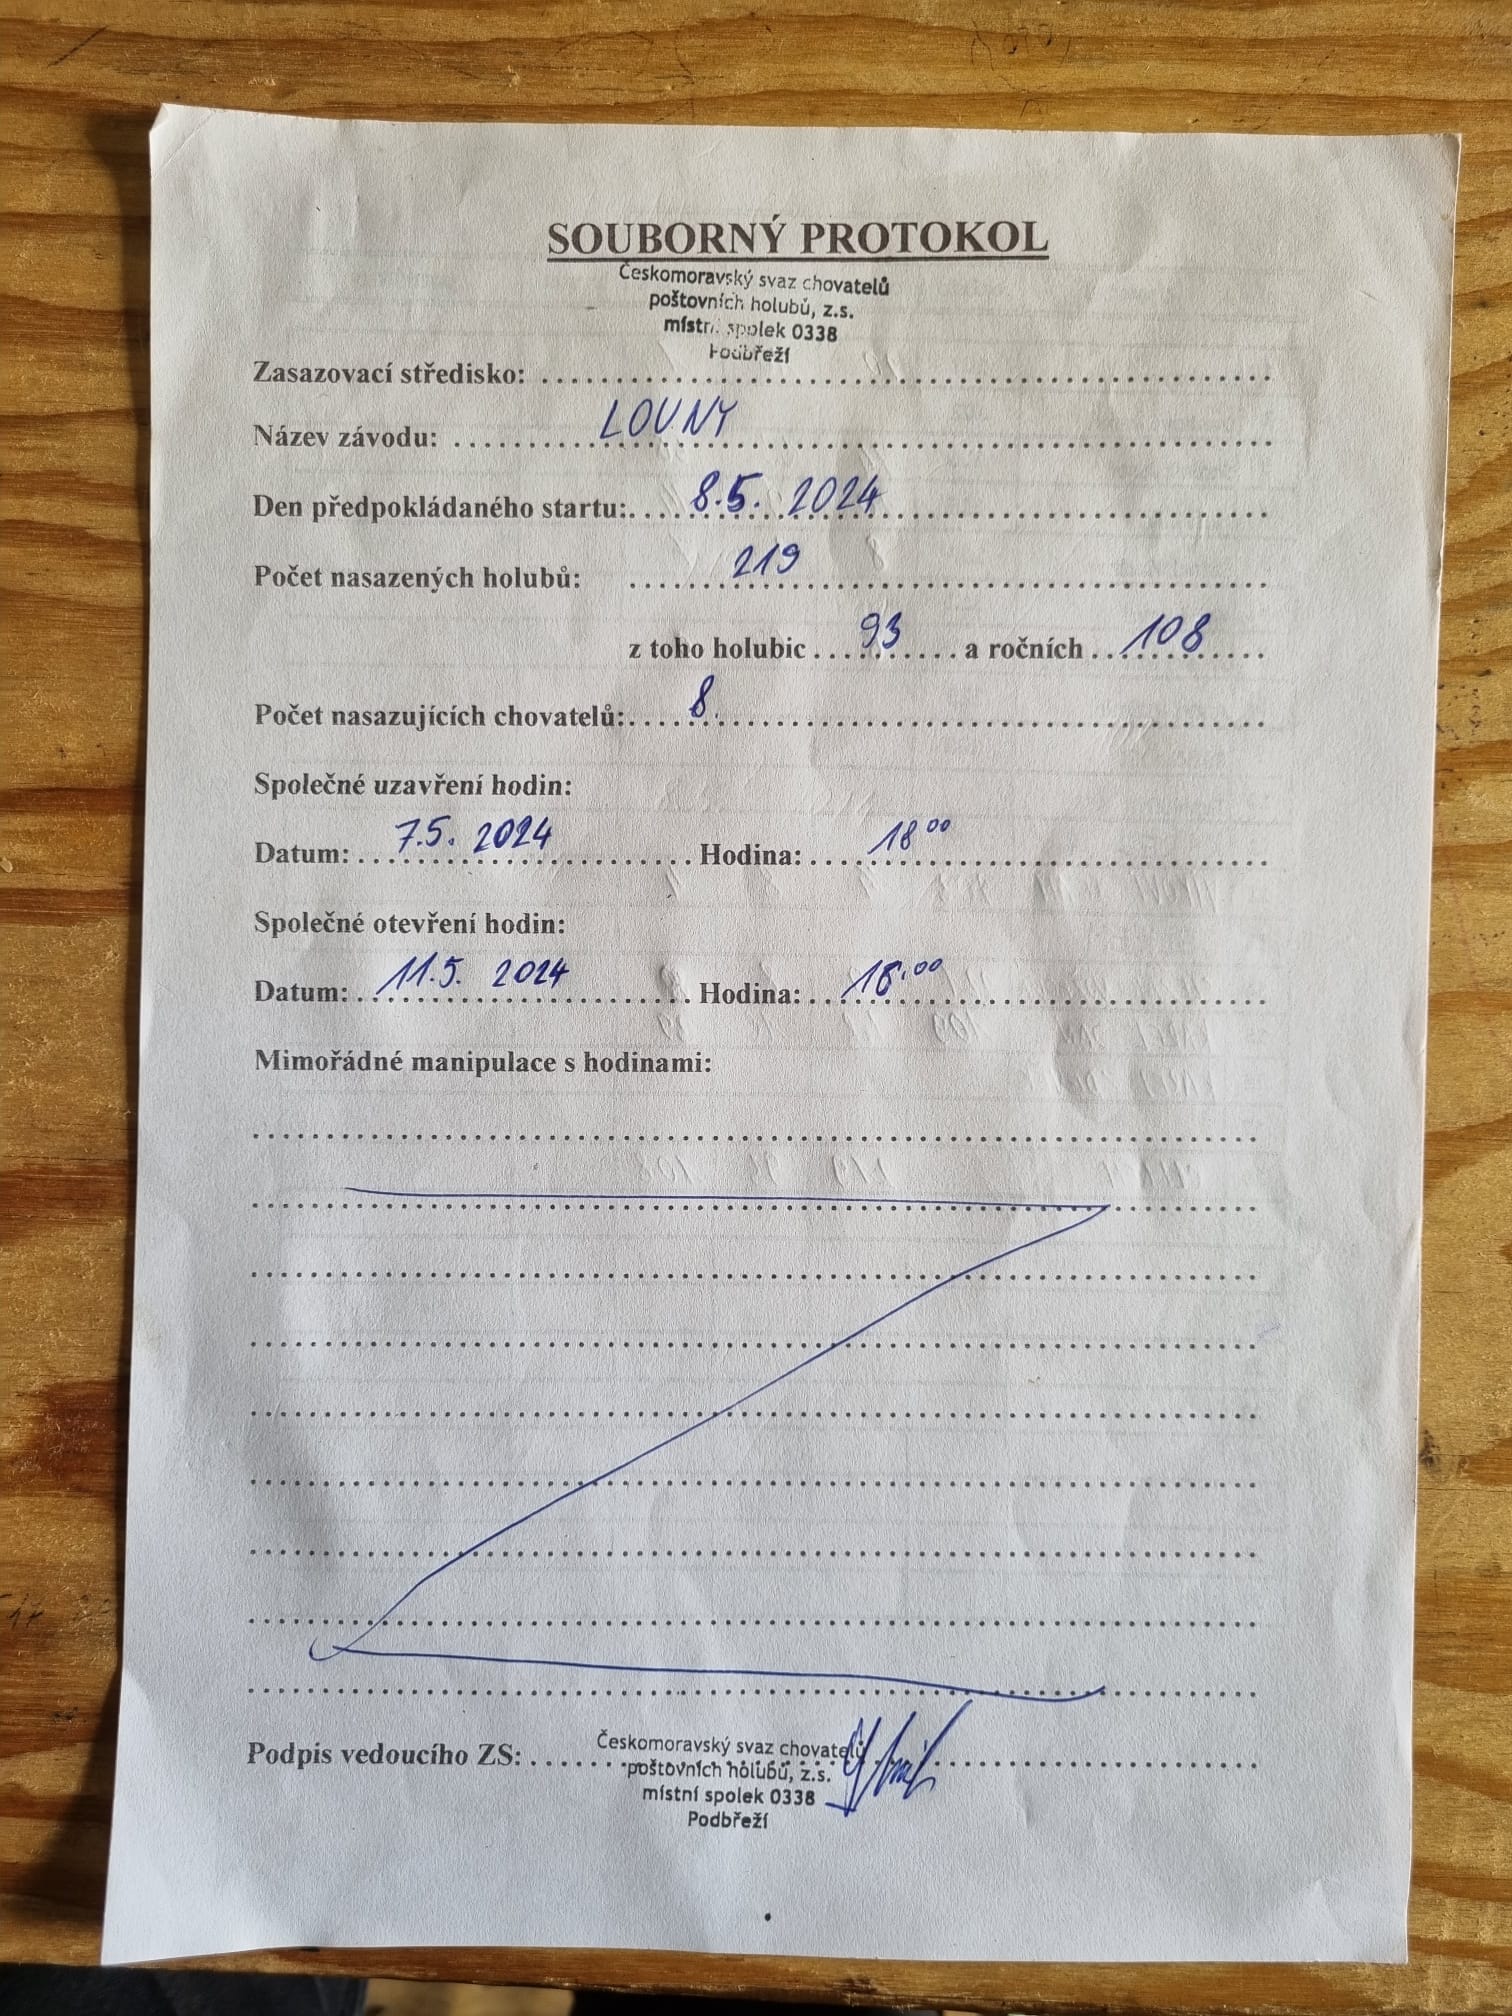 SOUBORNÝ PROTOKOL
Českomoravský svaz chovatelů
poštovních holubů, z.s.
místní spolek 0338
Podbřeží
Zasazovací středisko:
Název závodu: LOUNY
Den předpokládaného startu: 8.5. 2024
Počet nasazených holubů: 219
z toho holubic 93 a ročních 108
Počet nasazujících chovatelů: 8
Společné uzavření hodin:
Datum: 7.5. 2024 Hodina: 18 00
Společné otevření hodin:
Datum: 11.5. 2024 Hodina: 18.00
Mimořádné manipulace s hodinami:
Podpis vedoucího ZS:
Českomoravský svaz chovatelů
poštovních holubů, z.s.
místní spolek 0338
Podbřeží